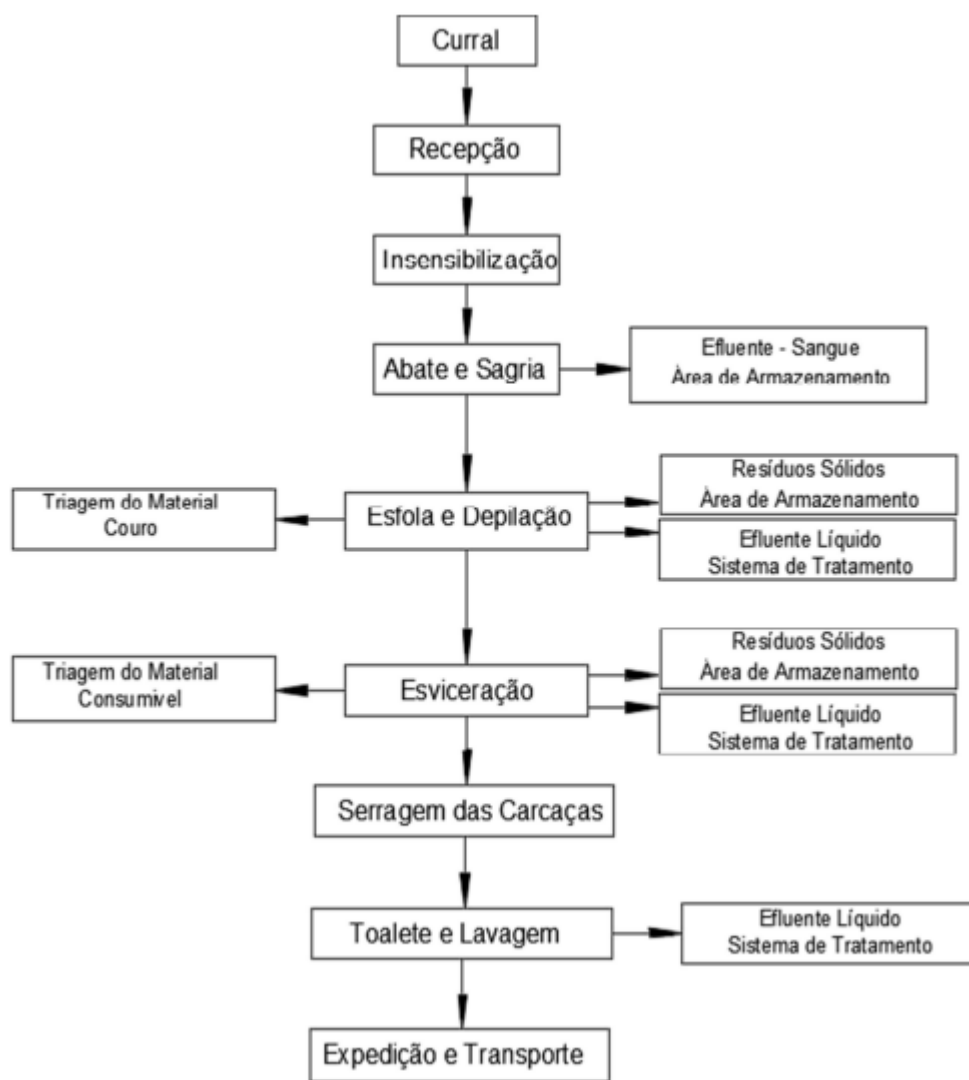 Curral
Recepção
Insensibilização
Abate e Sagria
Efluente - Sangue
Àrea de Armazenamento
Triagem do Material
Couro
Esfola e Depilação
Resíduos Sólidos
Àrea de Armazenamento
Efluente Líquido
Sistema de Tratamento
Triagem do Material
Consumivel
Esviceração
Resíduos Sólidos
Àrea de Armazenamento
Efluente Líquido
Sistema de Tratamento
Serragem das Carcaças
Toalete e Lavagem
Efluente Líquido
Sistema de Tratamento
Expedição e Transporte